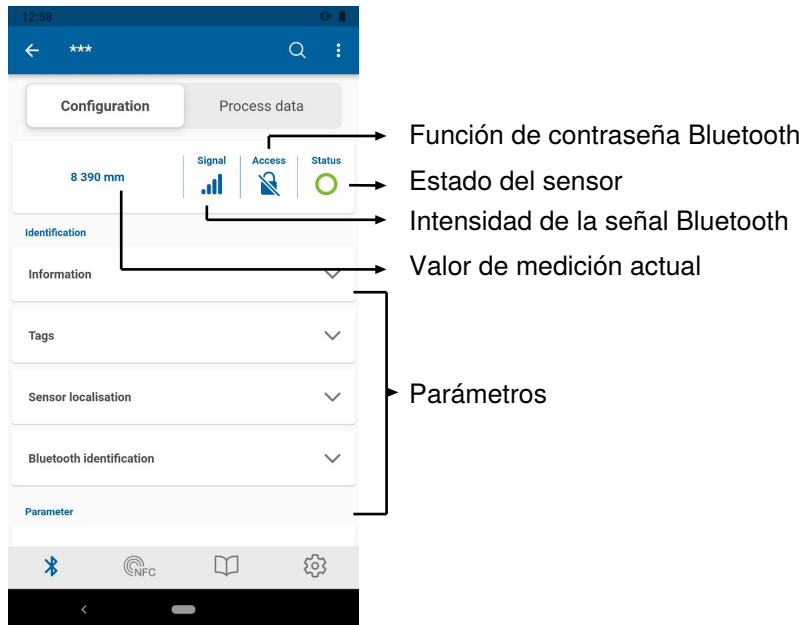 12:58
***
Configuration
Process data
Función de contraseña Bluetooth
Signal
Access
Status
8 390 mm
Estado del sensor
Intensidad de la señal Bluetooth
Identification
Valor de medición actual
Information
Tags
Sensor localisation
Parámetros
Bluetooth identification
Parameter
NFC